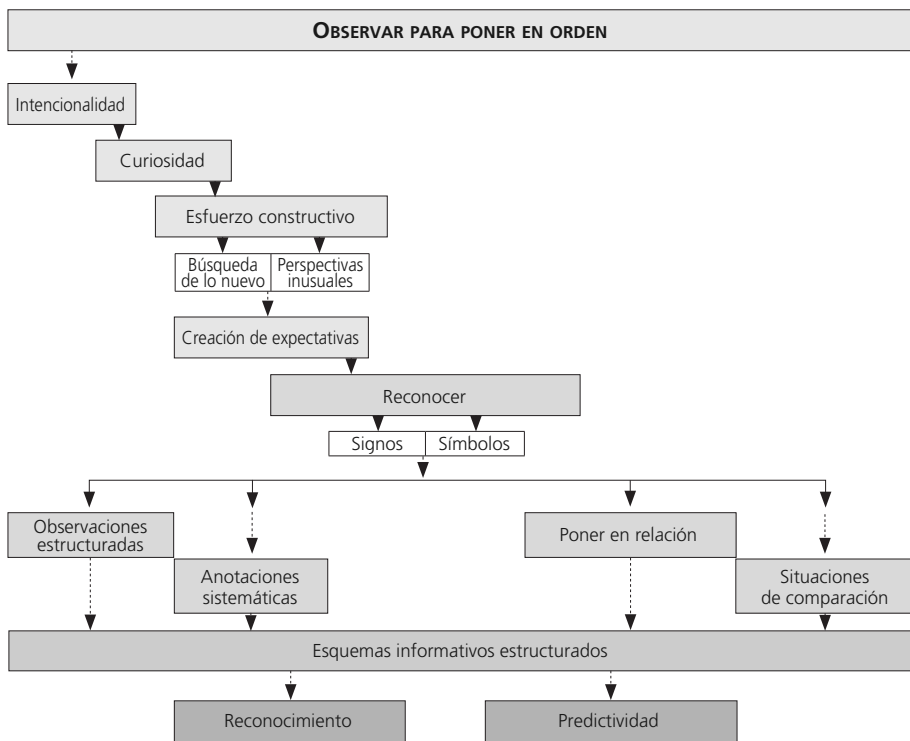 OBSERVAR PARA PONER EN ORDEN
Intencionalidad
Curiosidad
Esfuerzo constructivo
Búsqueda
de lo nuevo
Perspectivas
inusuales
Creación de expectativas
Reconocer
Signos
Símbolos
Observaciones
estructuradas
Anotaciones
sistemáticas
Poner en relación
Situaciones
de comparación
Esquemas informativos estructurados
Reconocimiento
Predictividad